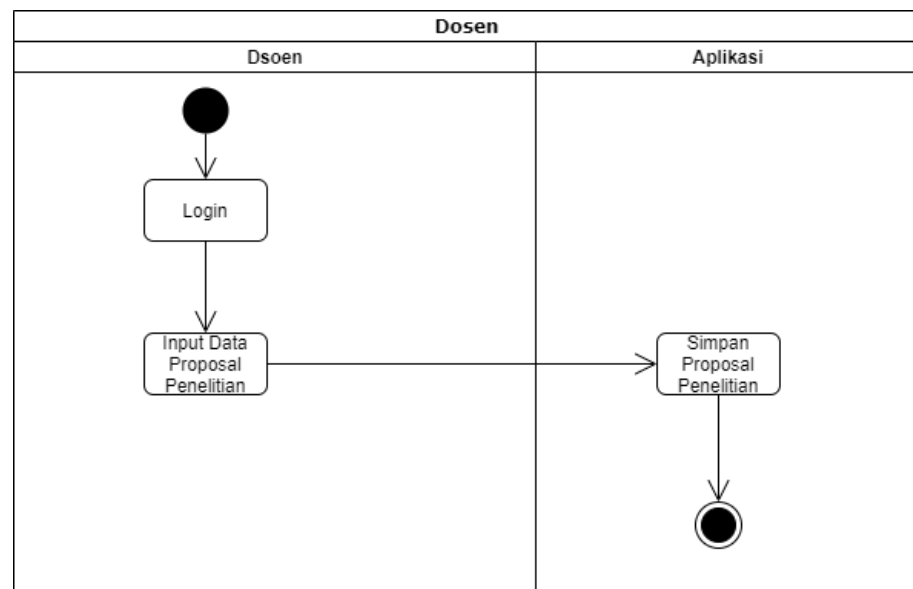 Dosen
Dsoen
Aplikasi
Login
Input Data
Proposal
Penelitian
Simpan
Proposal
Penelitian